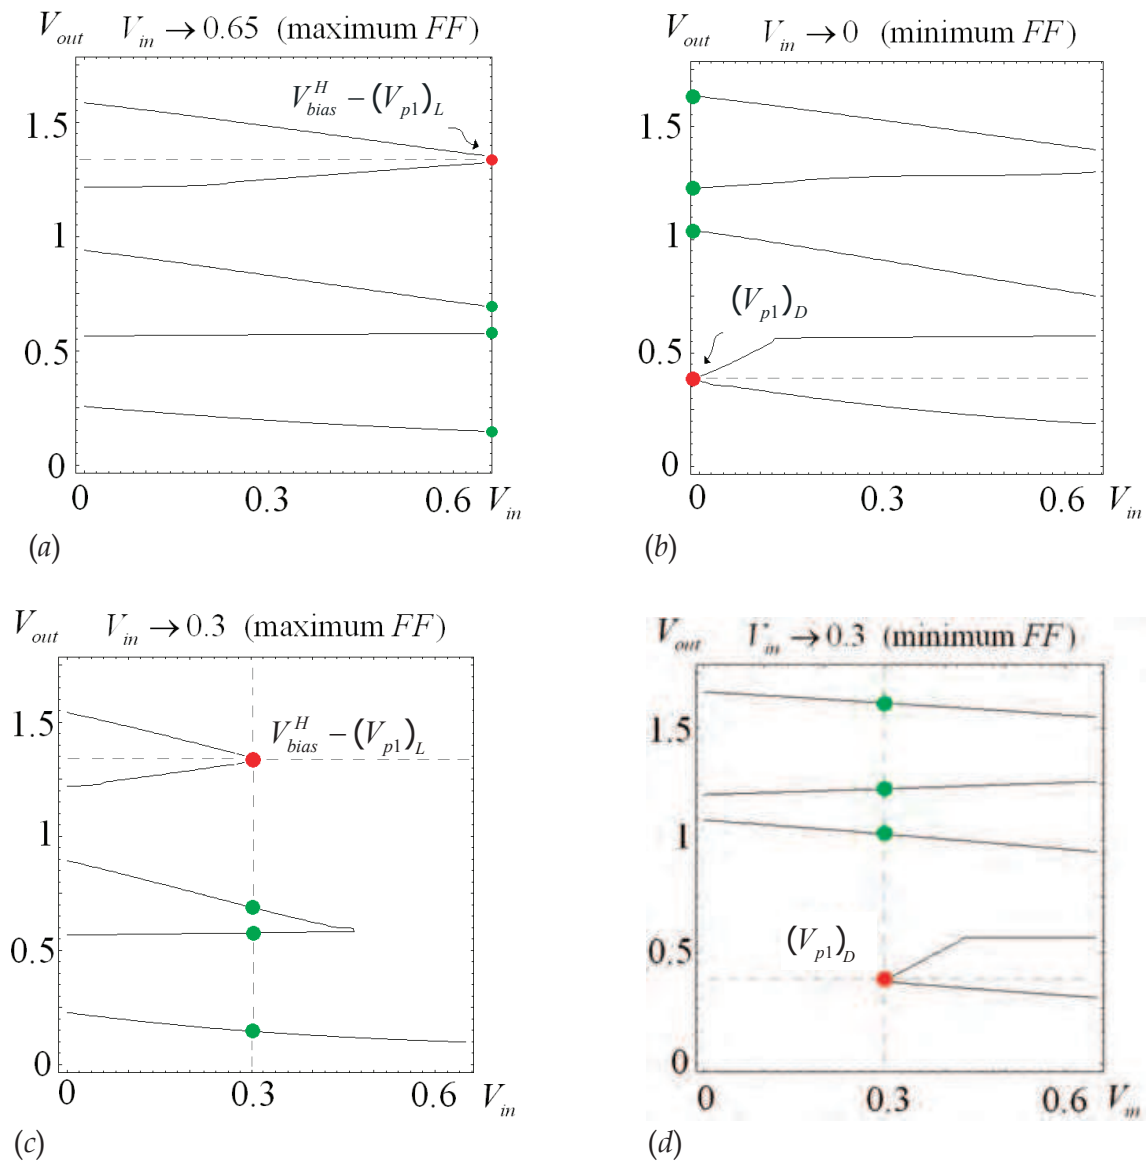 V_out V_in → 0.65 (maximum FF)
V^H_bias − (V_p1)_L
1.5
1
0.5
0
0 0.3 0.6 V_in
(a)
V_out V_in → 0 (minimum FF)
1.5
1
(V_p1)_D
0.5
0
0 0.3 0.6 V_in
(b)
V_out V_in → 0.3 (maximum FF)
1.5
V^H_bias − (V_p1)_L
1
0.5
0
0 0.3 0.6 V_in
(c)
V_out V_in → 0.3 (minimum FF)
1.5
1
0.5
(V_p1)_D
0
0 0.3 0.6 V_in
(d)